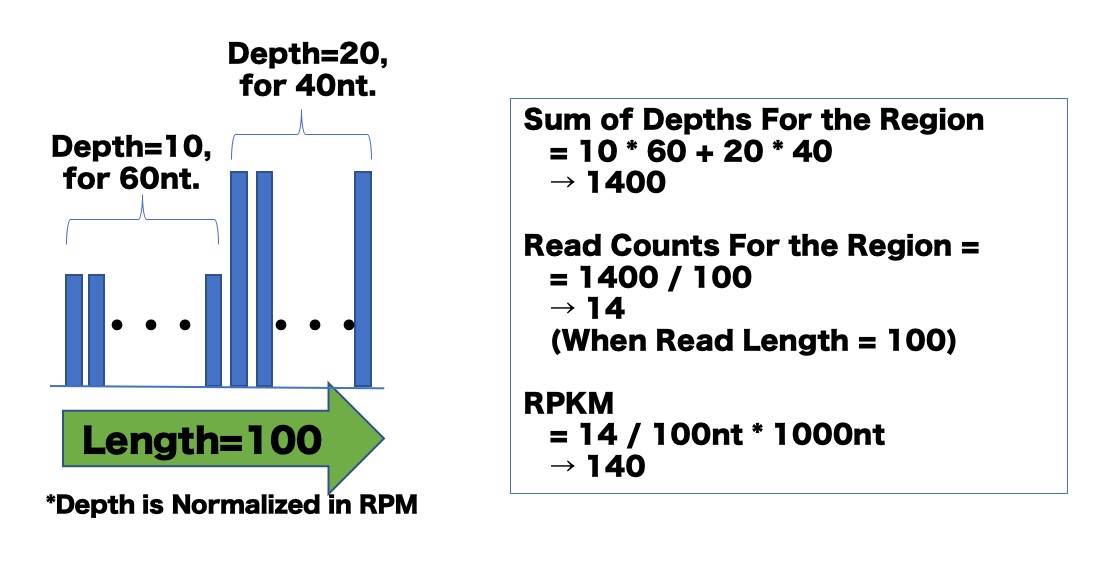 Depth=20,
for 40nt.
Depth=10,
for 60nt.
Length=100
*Depth is Normalized in RPM
Sum of Depths For the Region
= 10 * 60 + 20 * 40
→ 1400
Read Counts For the Region =
= 1400 / 100
→ 14
(When Read Length = 100)
RPKM
= 14 / 100nt * 1000nt
→ 140